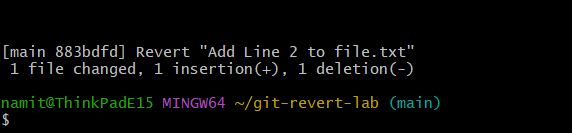 [main 883bdfd] Revert "Add Line 2 to file.txt"
1 file changed, 1 insertion(+), 1 deletion(-)
namit@ThinkPadE15 MINGW64 ~/git-revert-lab (main)
$